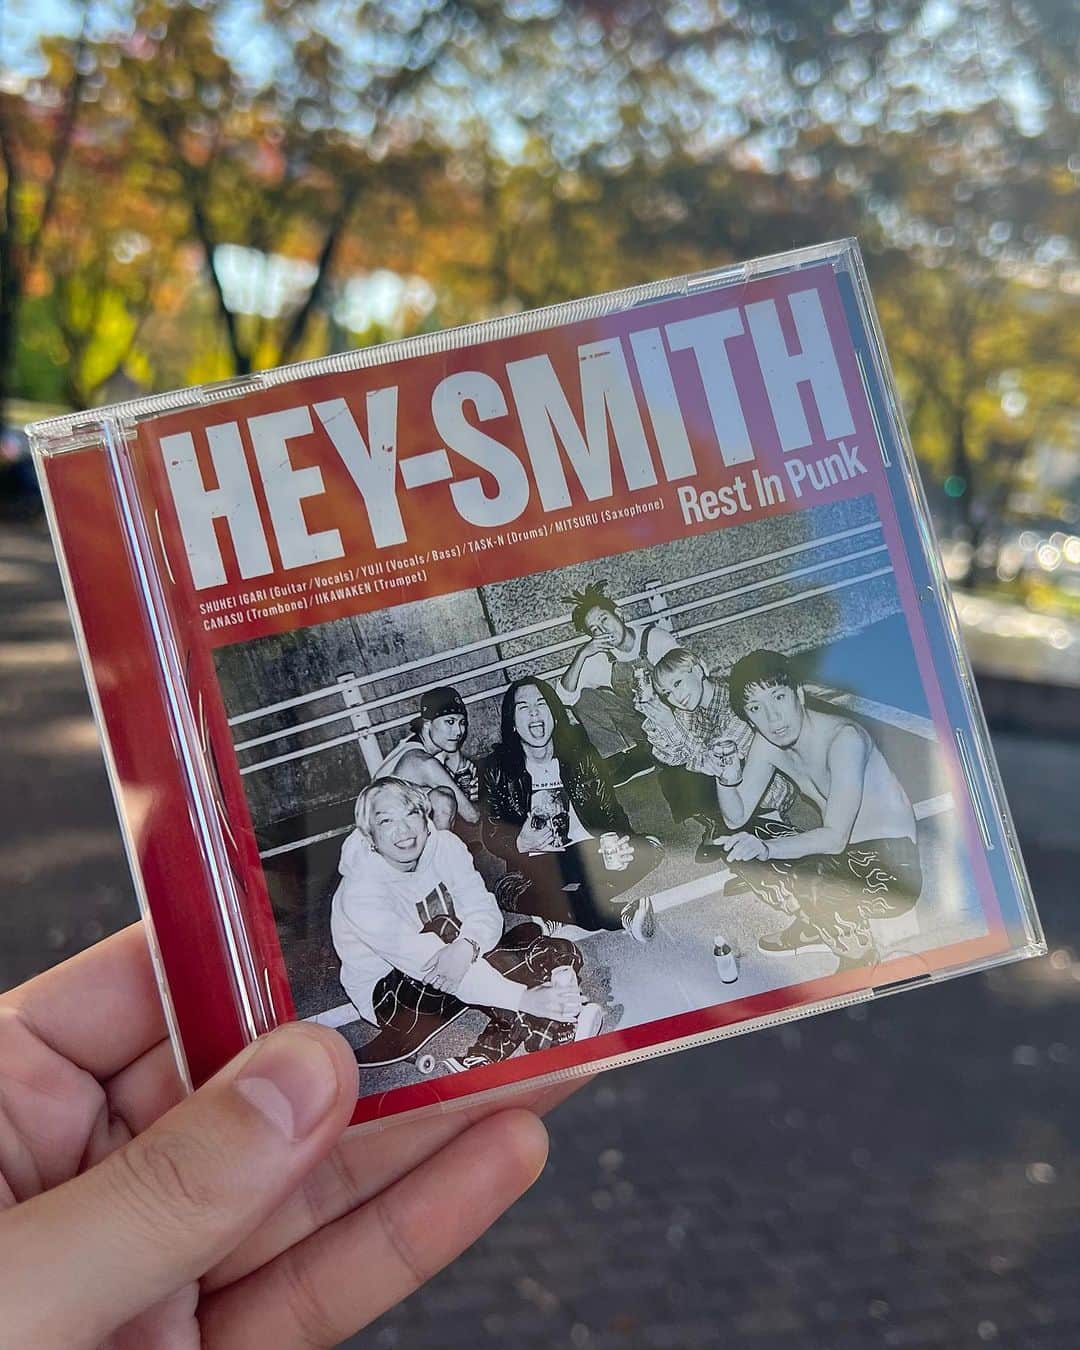 HEY-SMITH
Rest In Punk
SHUHEI IGARI (Guitar/Vocals)/YUJI (Vocals/Bass)/TASK-N (Drums)/MITSURU (Saxophone)
CANASU (Trombone)/IIKAWAKEN (Trumpet)